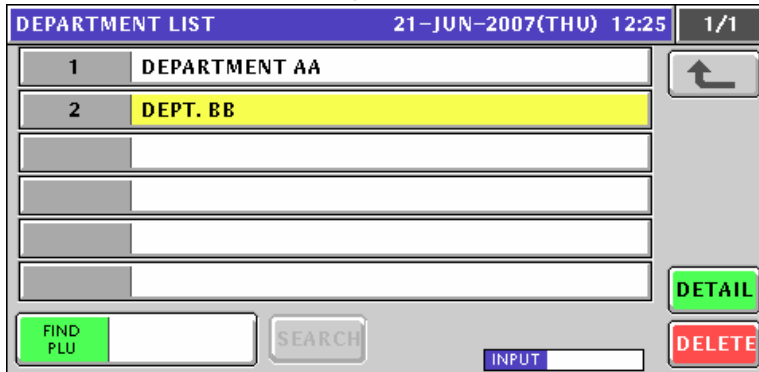 DEPARTMENT LIST 21-JUN-2007(THU) 12:25 1/1
1 DEPARTMENT AA
2 DEPT. BB
DETAIL
FIND
PLU
SEARCH
DELETE
INPUT